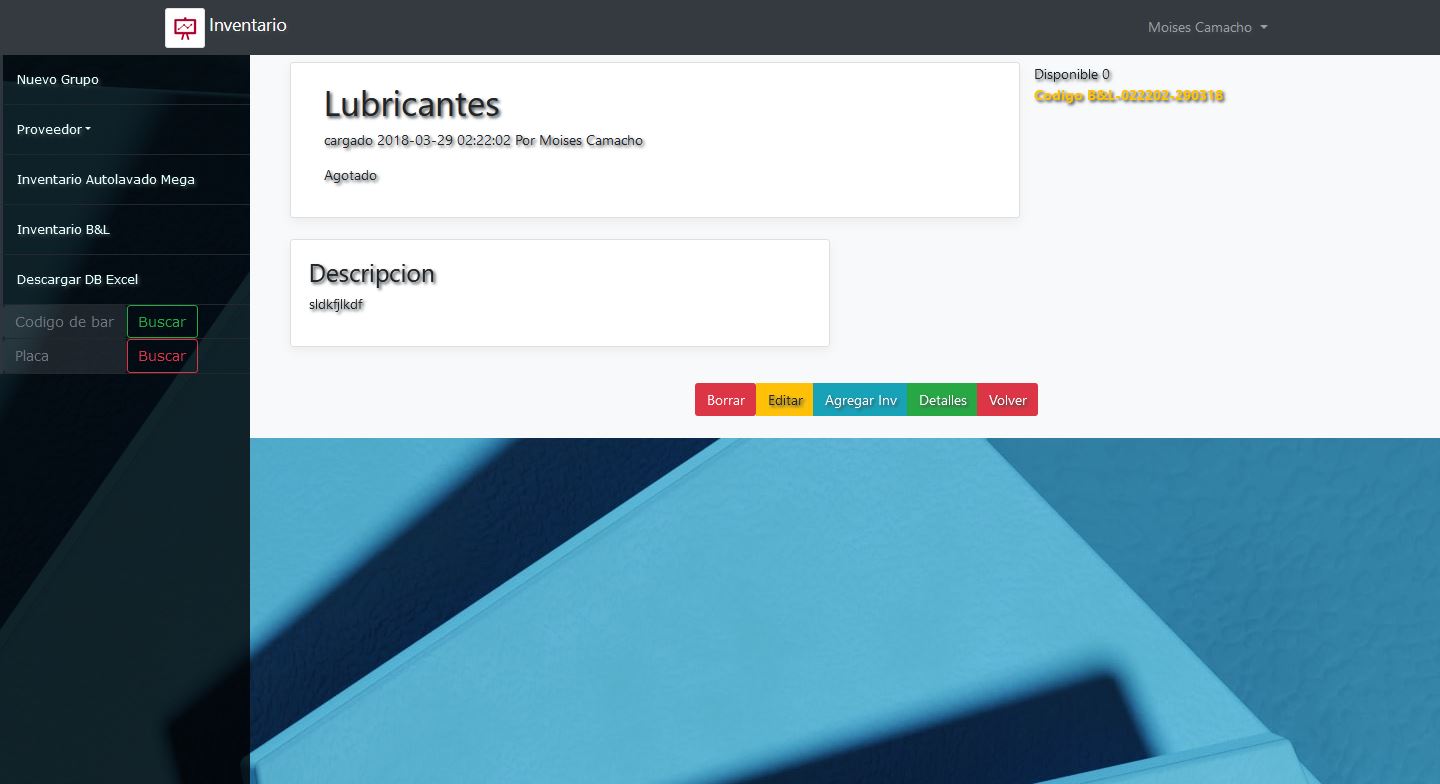 Inventario
Moises Camacho
Nuevo Grupo
Proveedor
Inventario Autolavado Mega
Inventario B&L
Descargar DB Excel
Codigo de bar Buscar
Placa Buscar
Lubricantes
cargado 2018-03-29 02:22:02 Por Moises Camacho
Agotado
Disponible 0
Codigo B&L-022202-290318
Descripcion
sldkfjlkdf
Borrar Editar Agregar Inv Detalles Volver